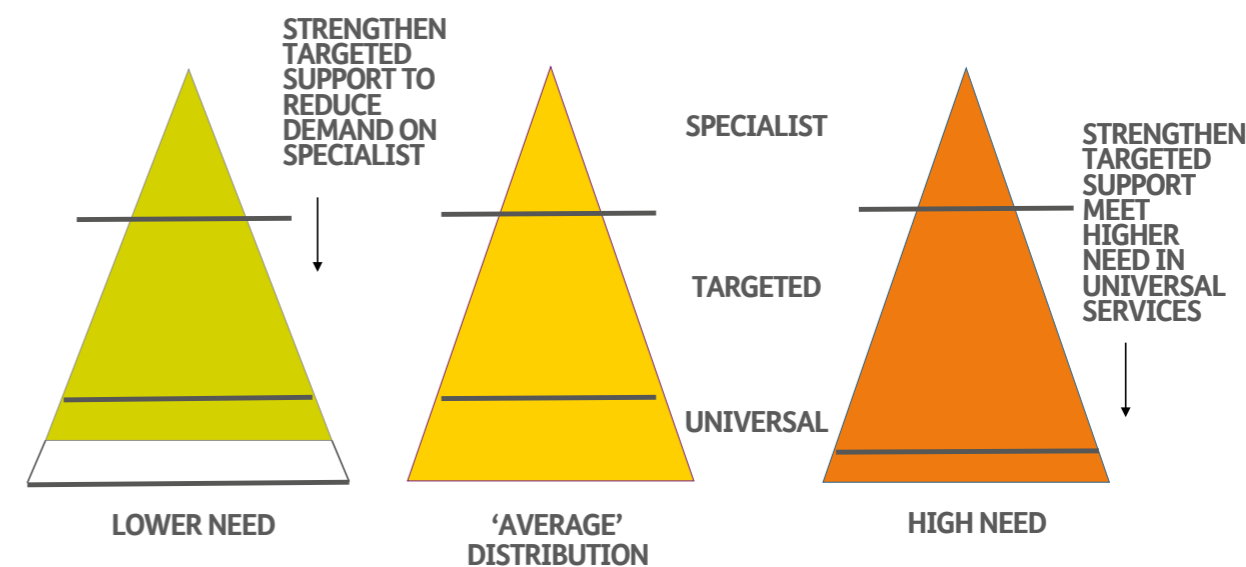 STRENGTHEN
TARGETED
SUPPORT TO
REDUCE
DEMAND ON
SPECIALIST
SPECIALIST
TARGETED
UNIVERSAL
STRENGTHEN
TARGETED
SUPPORT
MEET
HIGHER
NEED IN
UNIVERSAL
SERVICES
LOWER NEED
‘AVERAGE’
DISTRIBUTION
HIGH NEED